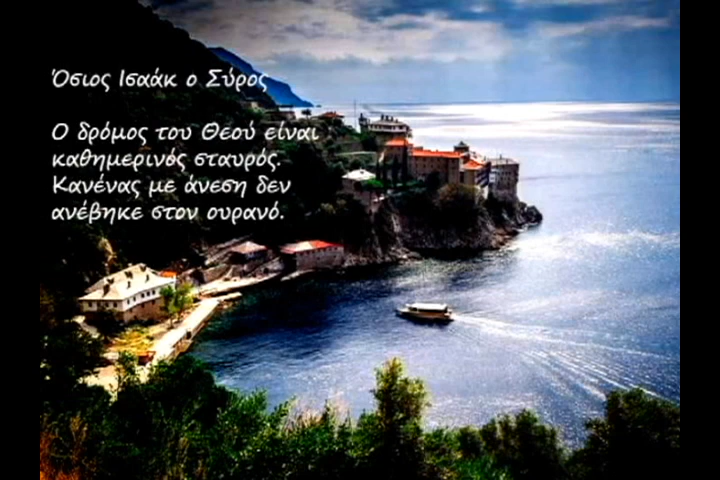 Όσιος Ισαάκ ο Σύρος
Ο δρόμος του Θεού είναι
καθημερινός σταυρός.
Κανένας με άνεση δεν
ανέβηκε στον ουρανό.